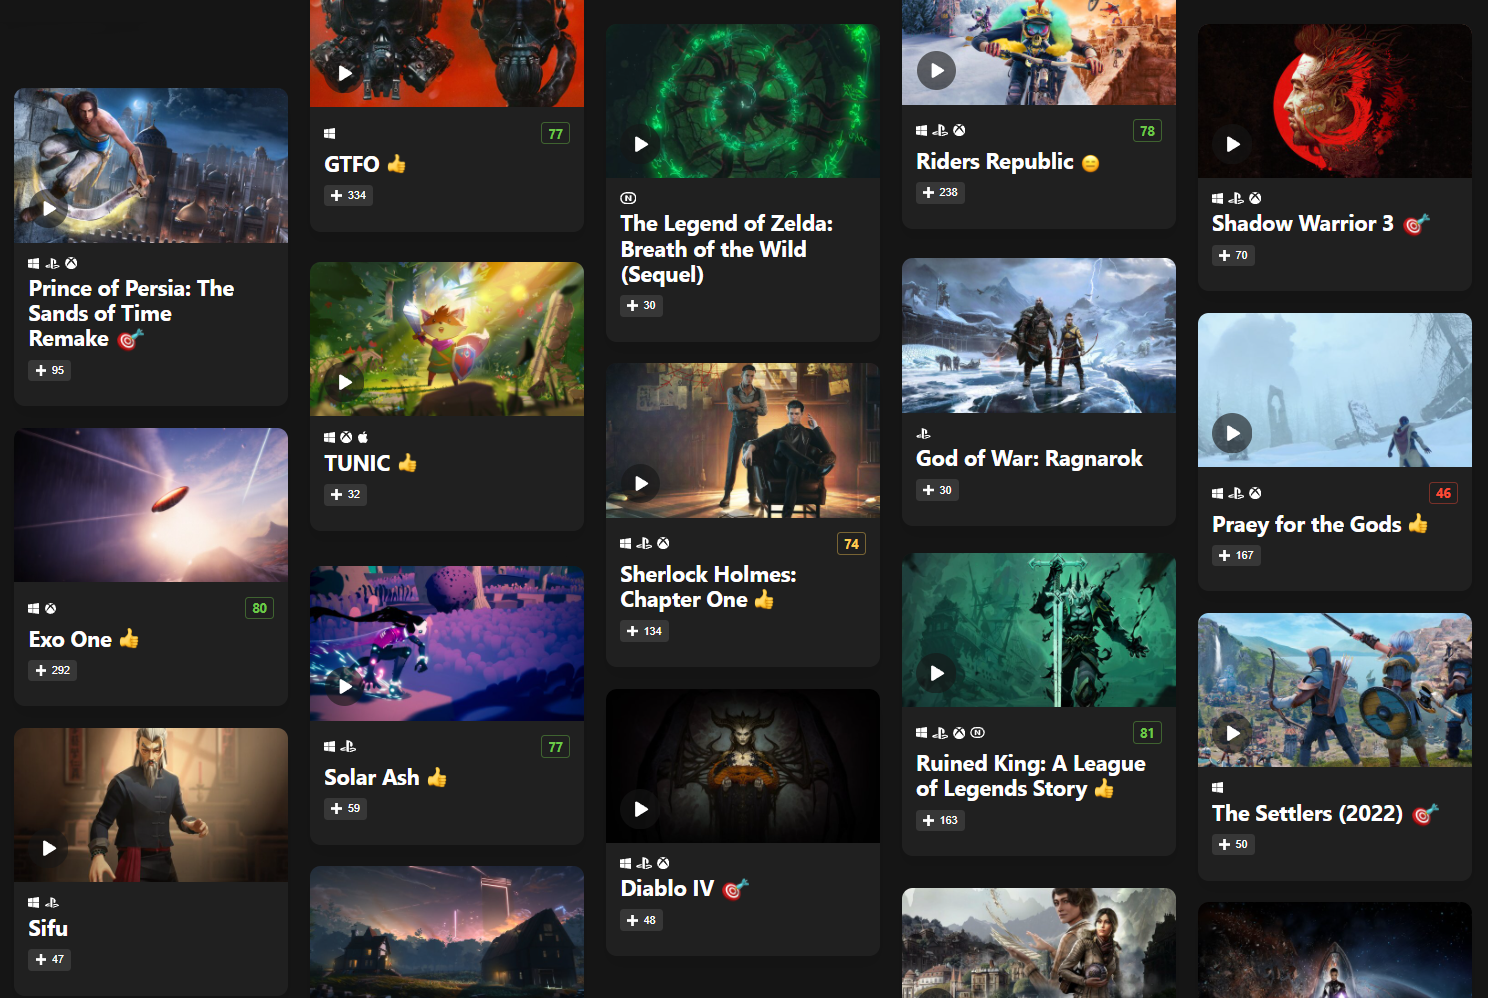 Prince of Persia: The
Sands of Time
Remake
95
80
Exo One
292
Sifu
47
77
GTFO
334
TUNIC
32
77
Solar Ash
59
The Legend of Zelda:
Breath of the Wild
(Sequel)
30
74
Sherlock Holmes:
Chapter One
134
Diablo IV
48
78
Riders Republic
238
God of War: Ragnarok
30
81
Ruined King: A League
of Legends Story
163
Shadow Warrior 3
70
46
Praey for the Gods
167
The Settlers (2022)
50